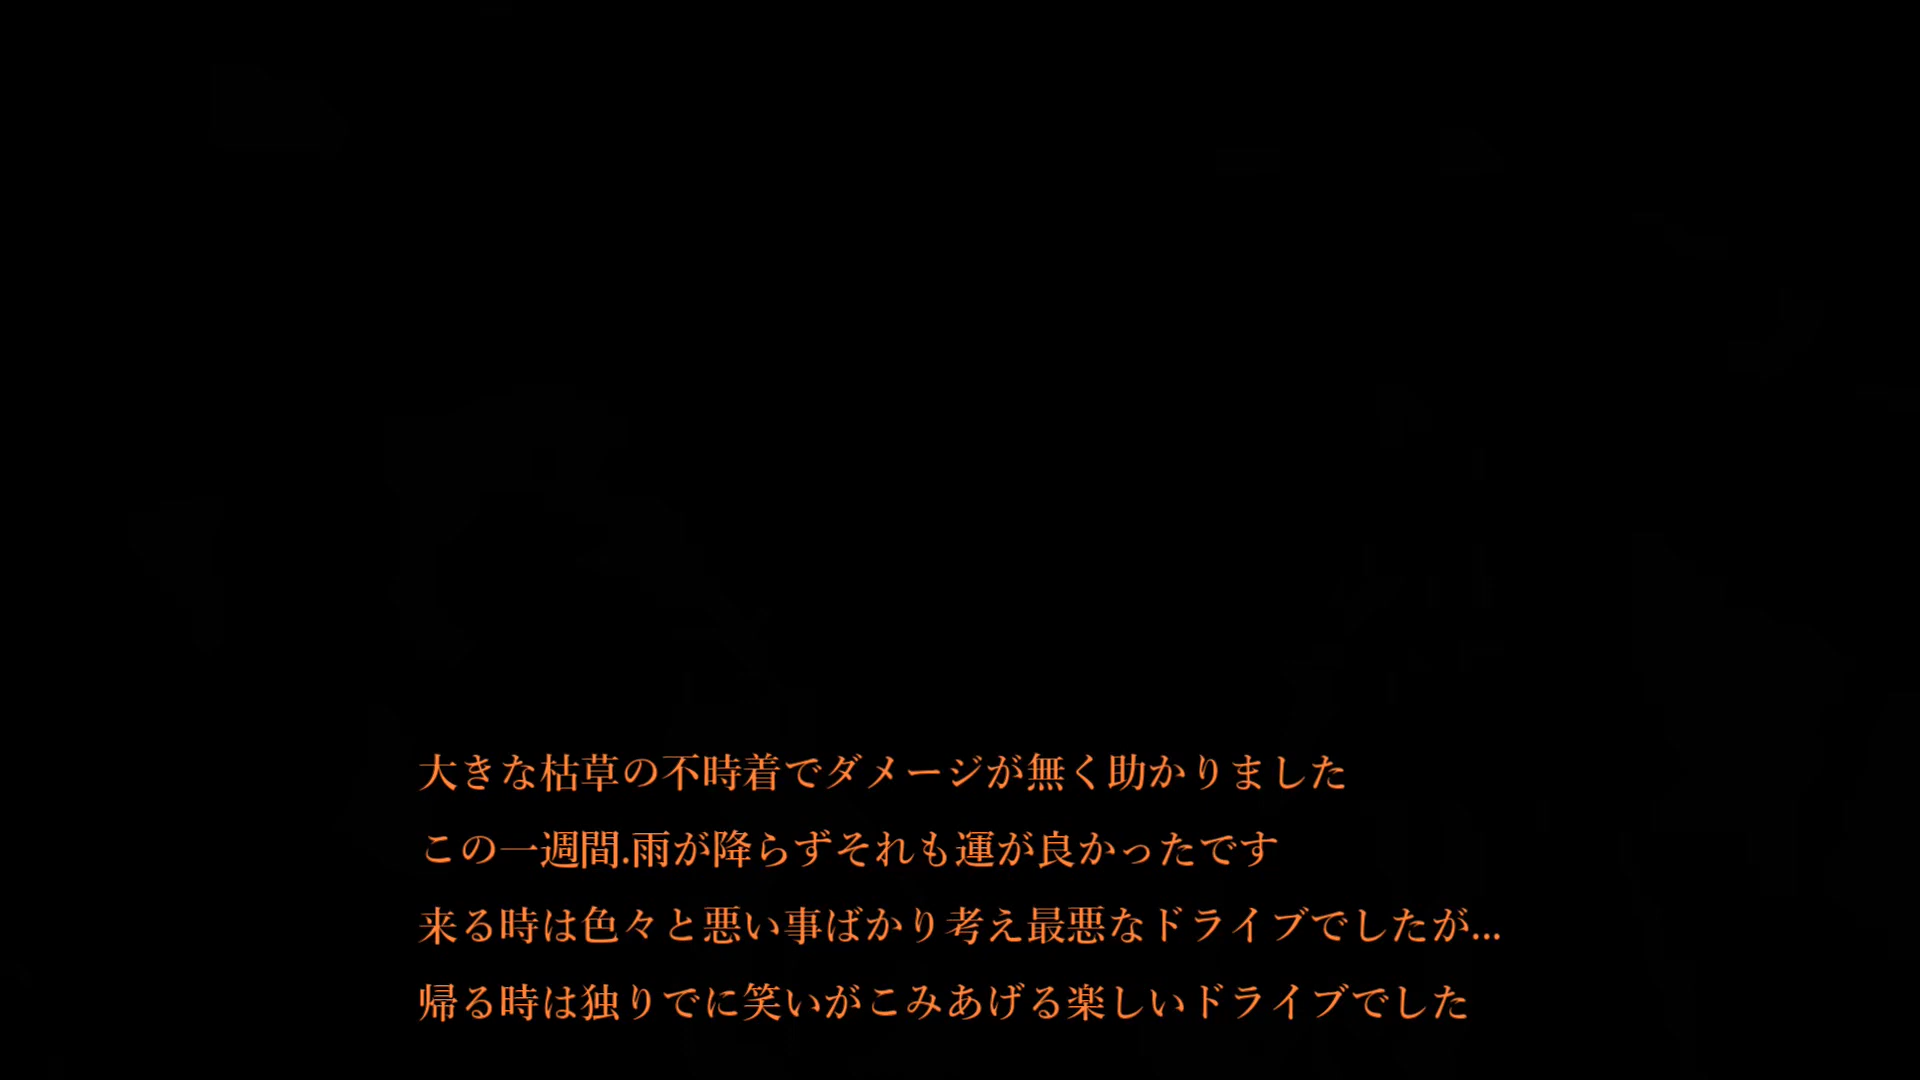 大きな枯草の不時着でダメージが無く助かりました
この一週間.雨が降らずそれも運が良かったです
来る時は色々と悪い事ばかり考え最悪なドライブでしたが...
帰る時は独りでに笑いがこみあげる楽しいドライブでした